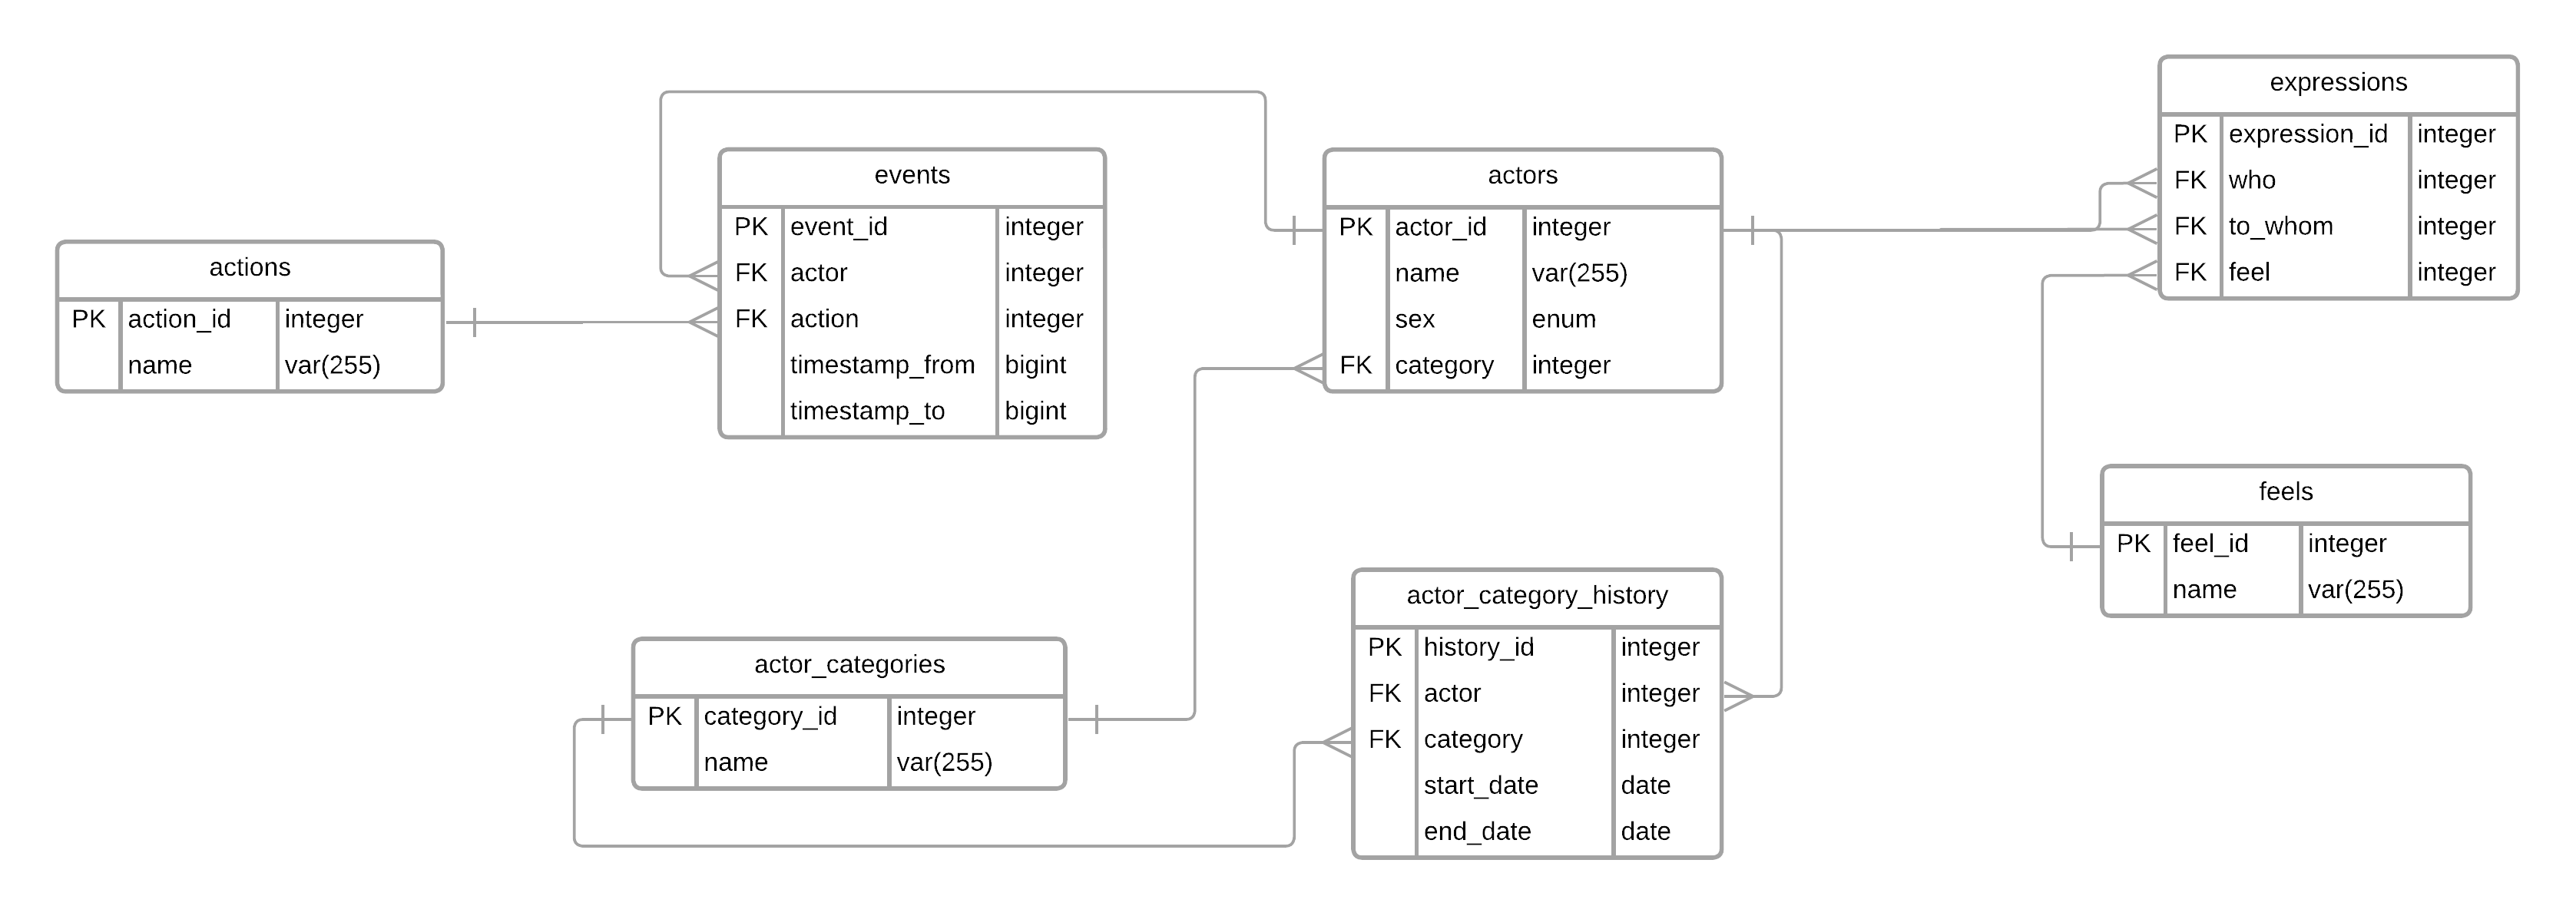 actions
PK action_id integer
name var(255)
events
PK event_id integer
FK actor integer
FK action integer
timestamp_from bigint
timestamp_to bigint
actors
PK actor_id integer
name var(255)
sex enum
FK category integer
expressions
PK expression_id integer
FK who integer
FK to_whom integer
FK feel integer
actor_categories
PK category_id integer
name var(255)
actor_category_history
PK history_id integer
FK actor integer
FK category integer
start_date date
end_date date
feels
PK feel_id integer
name var(255)